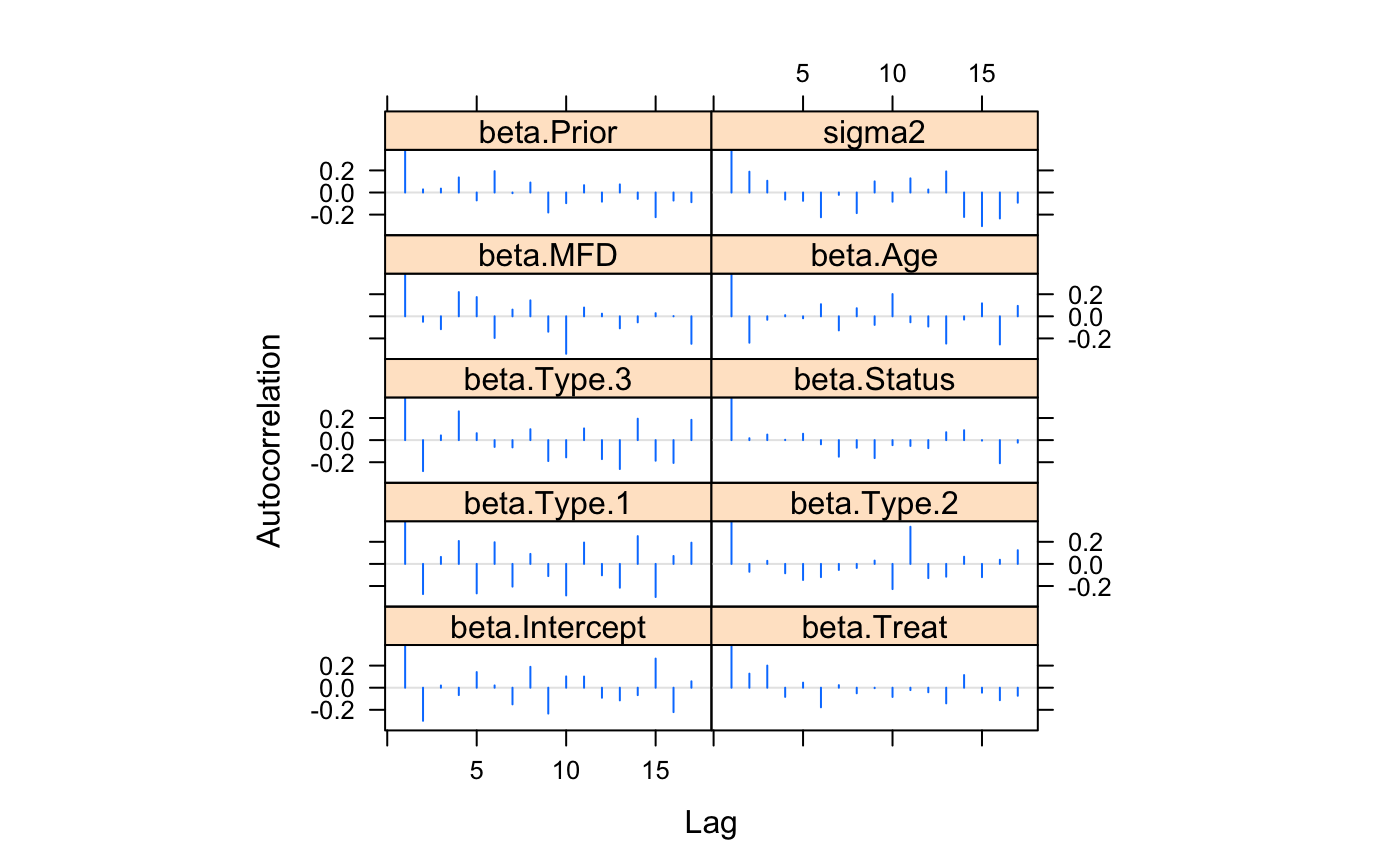 5 10 15
beta.Prior sigma2
0.2
0.0
-0.2
beta.MFD beta.Age
0.2
0.0
-0.2
beta.Type.3 beta.Status
0.2
0.0
-0.2
beta.Type.1 beta.Type.2
0.2
0.0
-0.2
beta.Intercept beta.Treat
0.2
0.0
-0.2
5 10 15
Autocorrelation
Lag